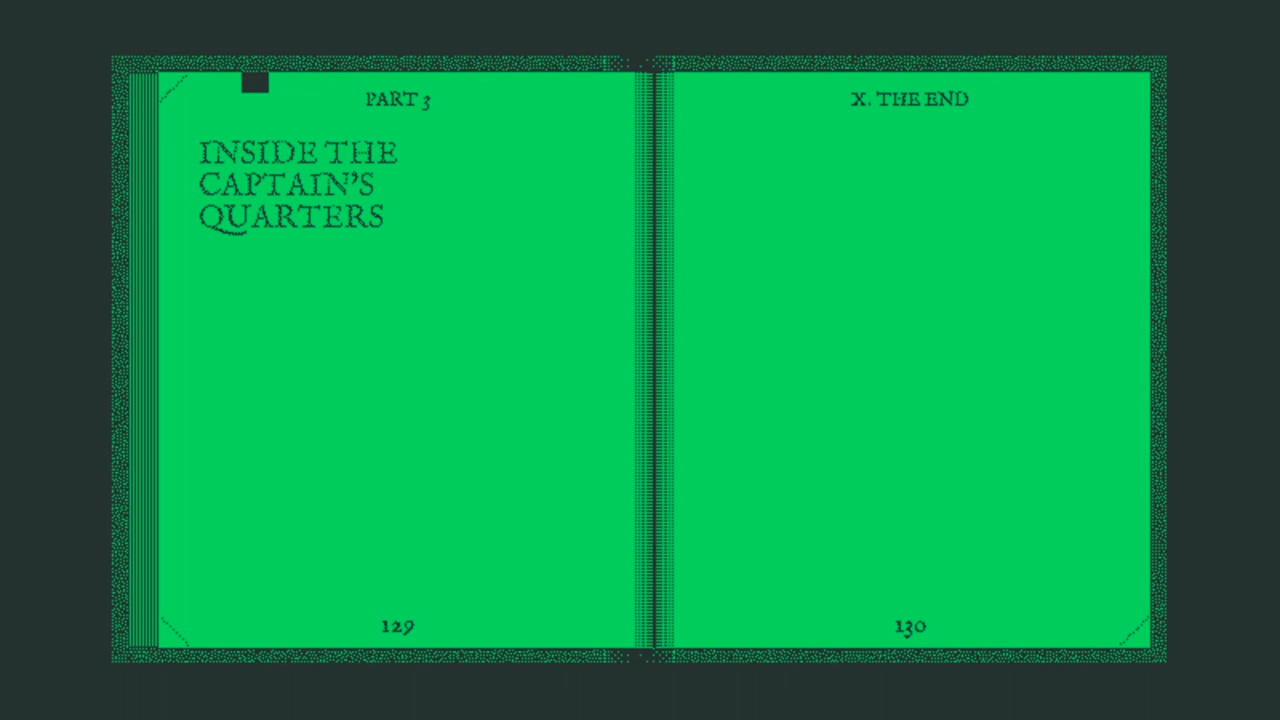 PART 3
INSIDE THE
CAPTAIN'S
QUARTERS
129
X. THE END
130